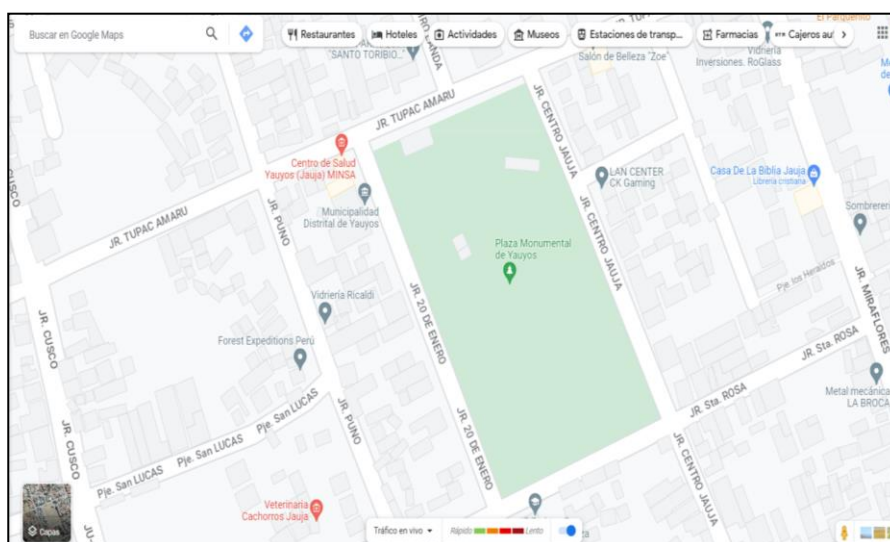 Buscar en Google Maps
Restaurantes
Hoteles
Actividades
Museos
Estaciones de transp...
Farmacias
Cajeros au
"SANTO TORIBIO...
Salón de Belleza "Zoe"
Vidriería
Inversiones. RoGlass
El Parqueñito
JR. TUPAC AMARU
JR. CENTRO JAUJA
Centro de Salud
Yauyos (Jauja) MINSA
LAN CENTER
CK Gaming
Casa De La Biblia Jauja
Librería cristiana
Municipalidad
Distrital de Yauyos
Sombrerería
JR. CUSCO
JR. TUPAC AMARU
JR. PUNO
JR. CENTRO JAUJA
Plaza Monumental
de Yauyos
Pje. los Heraldos
JR. MIRAFLORES
Vidriería Ricaldi
JR. 20 DE ENERO
JR. CUSCO
Forest Expeditions Perú
JR. Sta. ROSA
Metal mecánica
LA BROCA
JR. Sta. ROSA
Pje. San LUCAS
JR. PUNO
JR. 20 DE ENERO
Pje. San LUCAS
JR. CUSCO
Pje. San LUCAS
JR. CENTRO JAUJA
Veterinaria
Cachorros Jauja
Capas
Tráfico en vivo
Rápido
Lento